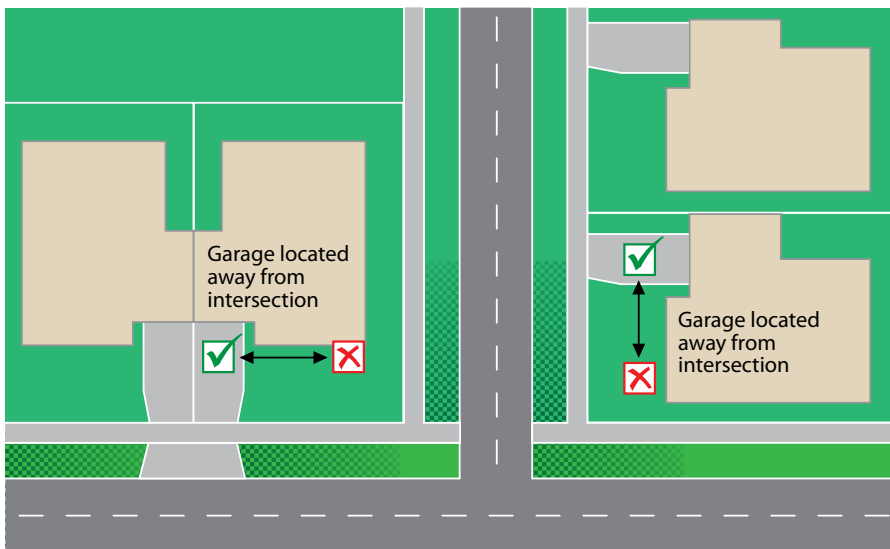 Garage located
away from
intersection
Garage located
away from
intersection